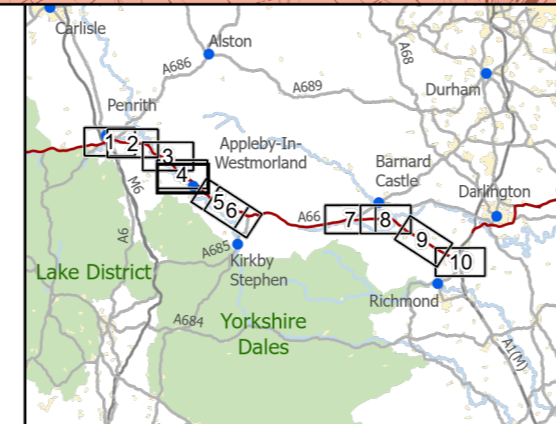 Carlisle
Alston
A686
A68
A689
Durham
Penrith
1
2
3
4
Appleby-In-
Westmorland
Barnard
Castle
Darlington
5
6
A66
7
8
9
10
M6
A6
A685
Kirkby
Stephen
Lake District
Richmond
A684
Yorkshire
Dales
A1(M)